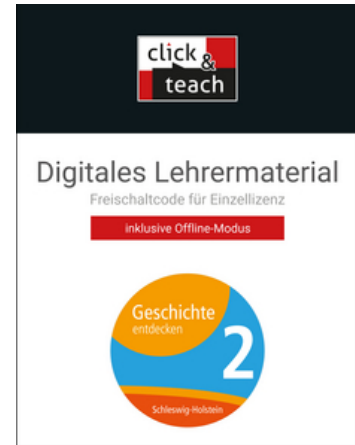 click &
teach
Digitales Lehrermaterial
Freischaltcode für Einzellizenz
inklusive Offline-Modus
Geschichte
entdecken
2
Schleswig-Holstein